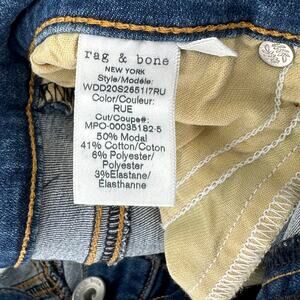 rag & bone
NEW YORK
Style/Modèle:
WDD20S2651I7RU
Color/Couleur:
RUE
Cut/Coupe#:
MPO-00035182-5
50% Modal
41% Cotton/Coton
6% Polyester/
Polyester
3%Elastane/
Élasthanne